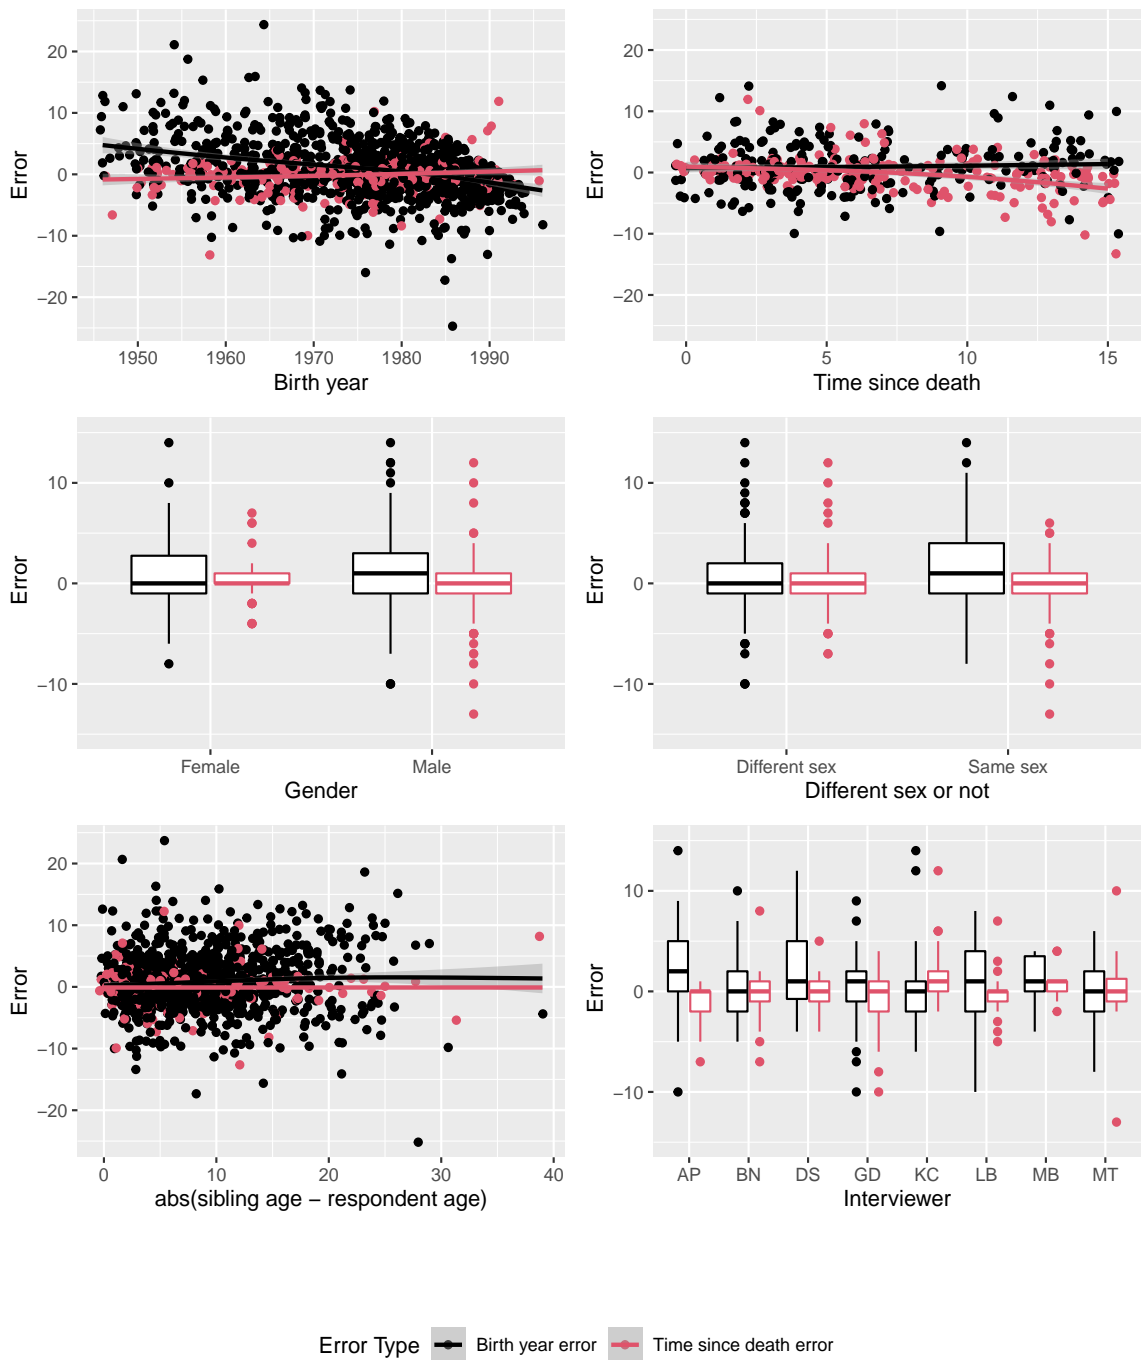 Error
20
10
0
−10
−20
1950 1960 1970 1980 1990
Birth year
Error
20
10
0
−10
−20
0 5 10 15
Time since death
Error
10
0
−10
Female Male
Gender
Error
10
0
−10
Different sex Same sex
Different sex or not
Error
20
10
0
−10
−20
0 10 20 30 40
abs(sibling age − respondent age)
Error
10
0
−10
AP BN DS GD KC LB MB MT
Interviewer
Error Type Birth year error Time since death error